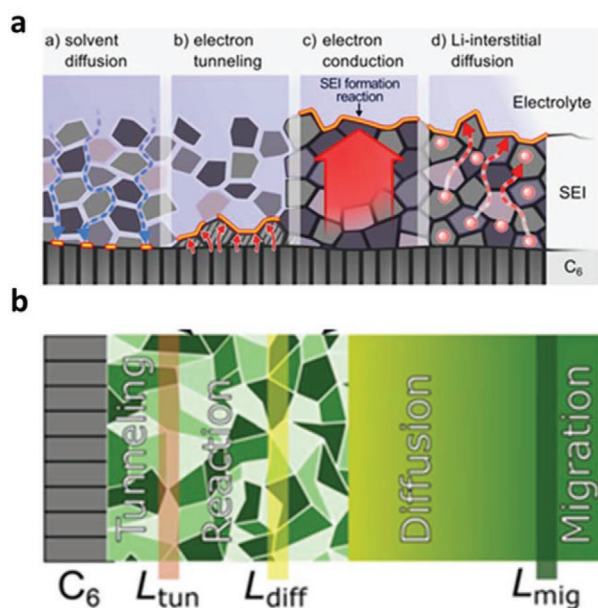 a
a) solvent diffusion
b) electron tunneling
c) electron conduction
d) Li-interstitial diffusion
SEI formation reaction
Electrolyte
SEI
C6
b
Tunneling
Reaction
Diffusion
Migration
C6
Ltun
Ldiff
Lmig